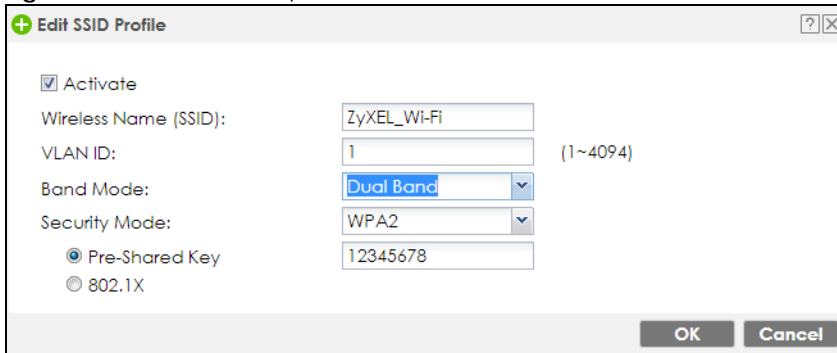 Edit SSID Profile
Activate
Wireless Name (SSID): ZyXEL_Wi-Fi
VLAN ID: 1 (1~4094)
Band Mode: Dual Band
Security Mode: WPA2
Pre-Shared Key 12345678
802.1X
OK Cancel